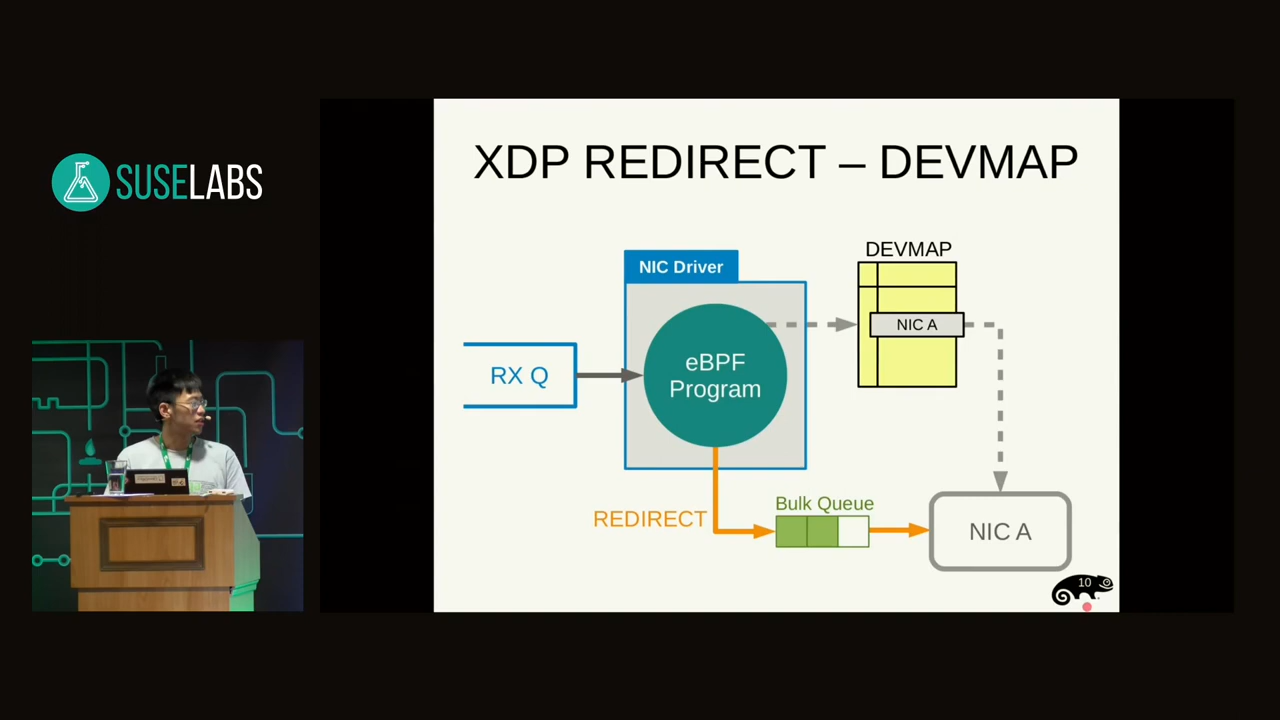 SUSELABS
XDP REDIRECT – DEVMAP
DEVMAP
NIC Driver
NIC A
RX Q
eBPF
Program
Bulk Queue
REDIRECT
NIC A
10